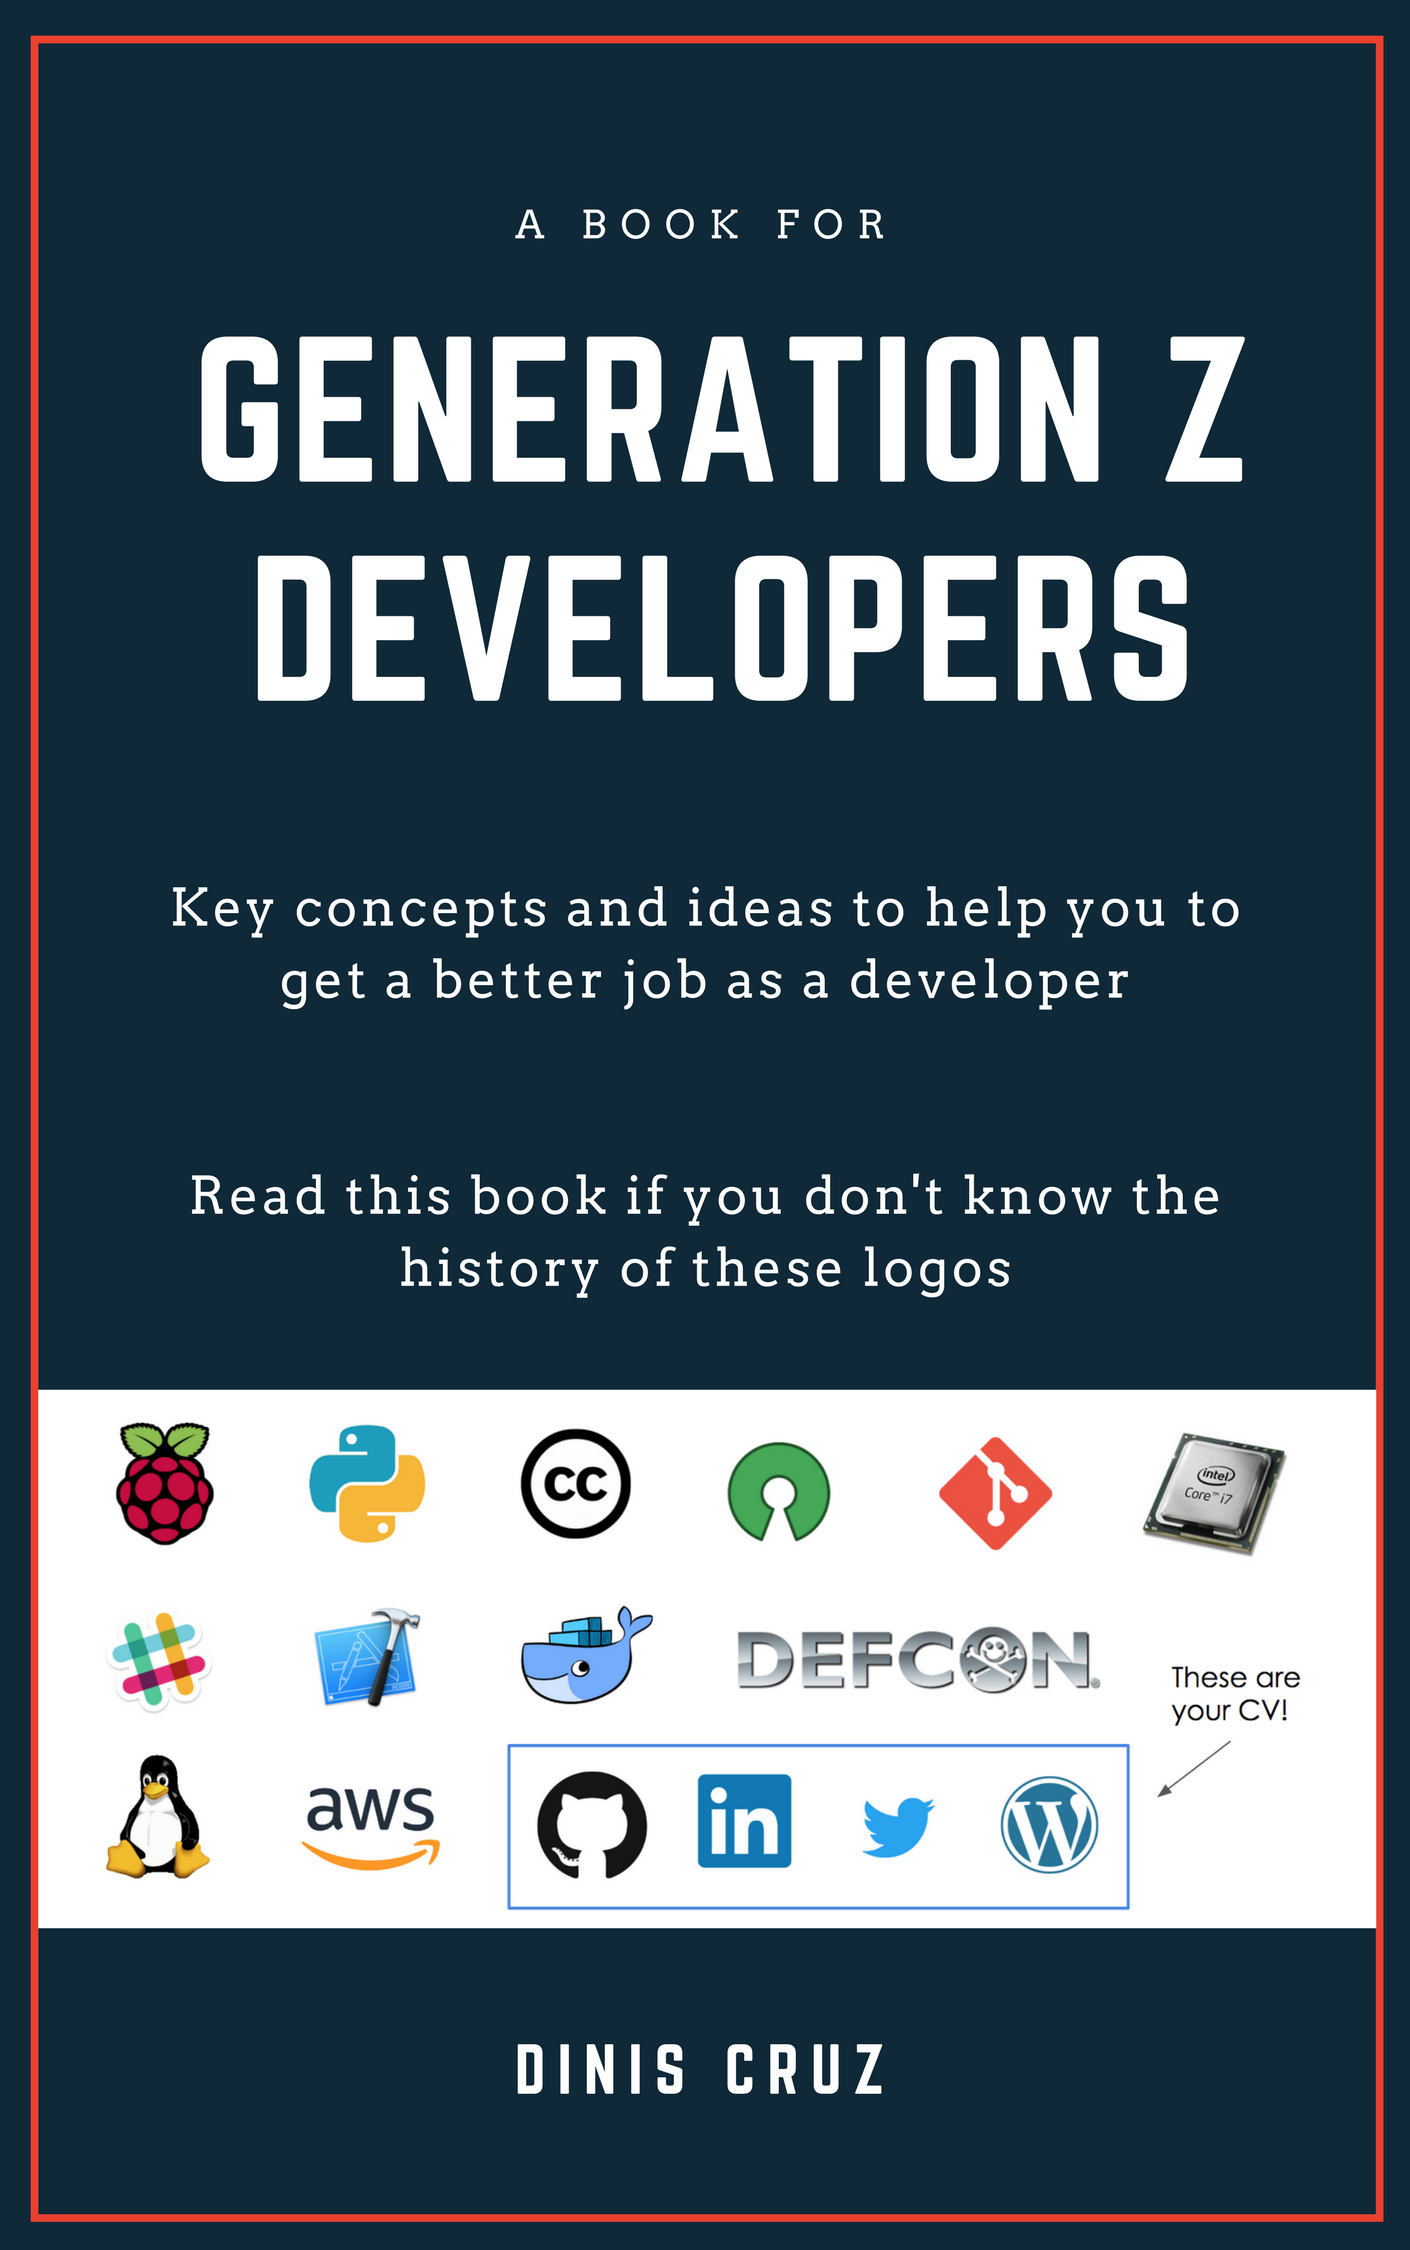 A BOOK FOR
GENERATION Z
DEVELOPERS
Key concepts and ideas to help you to
get a better job as a developer
Read this book if you don't know the
history of these logos
cc
intel
Core™ i7
DEFCON®
These are
your CV!
aws
in
W
DINIS CRUZ